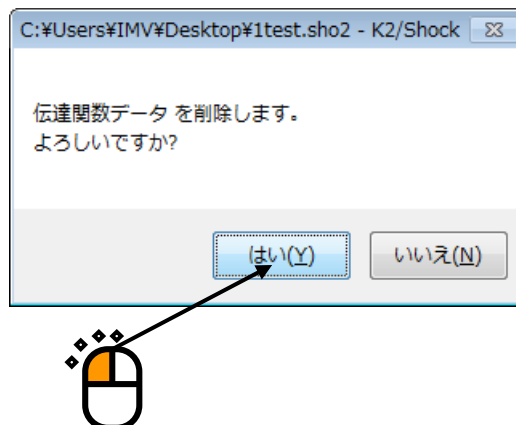 C:¥Users¥IMV¥Desktop¥1test.sho2 - K2/Shock
伝達関数データ を削除します。
よろしいですか?
はい(Y)
いいえ(N)